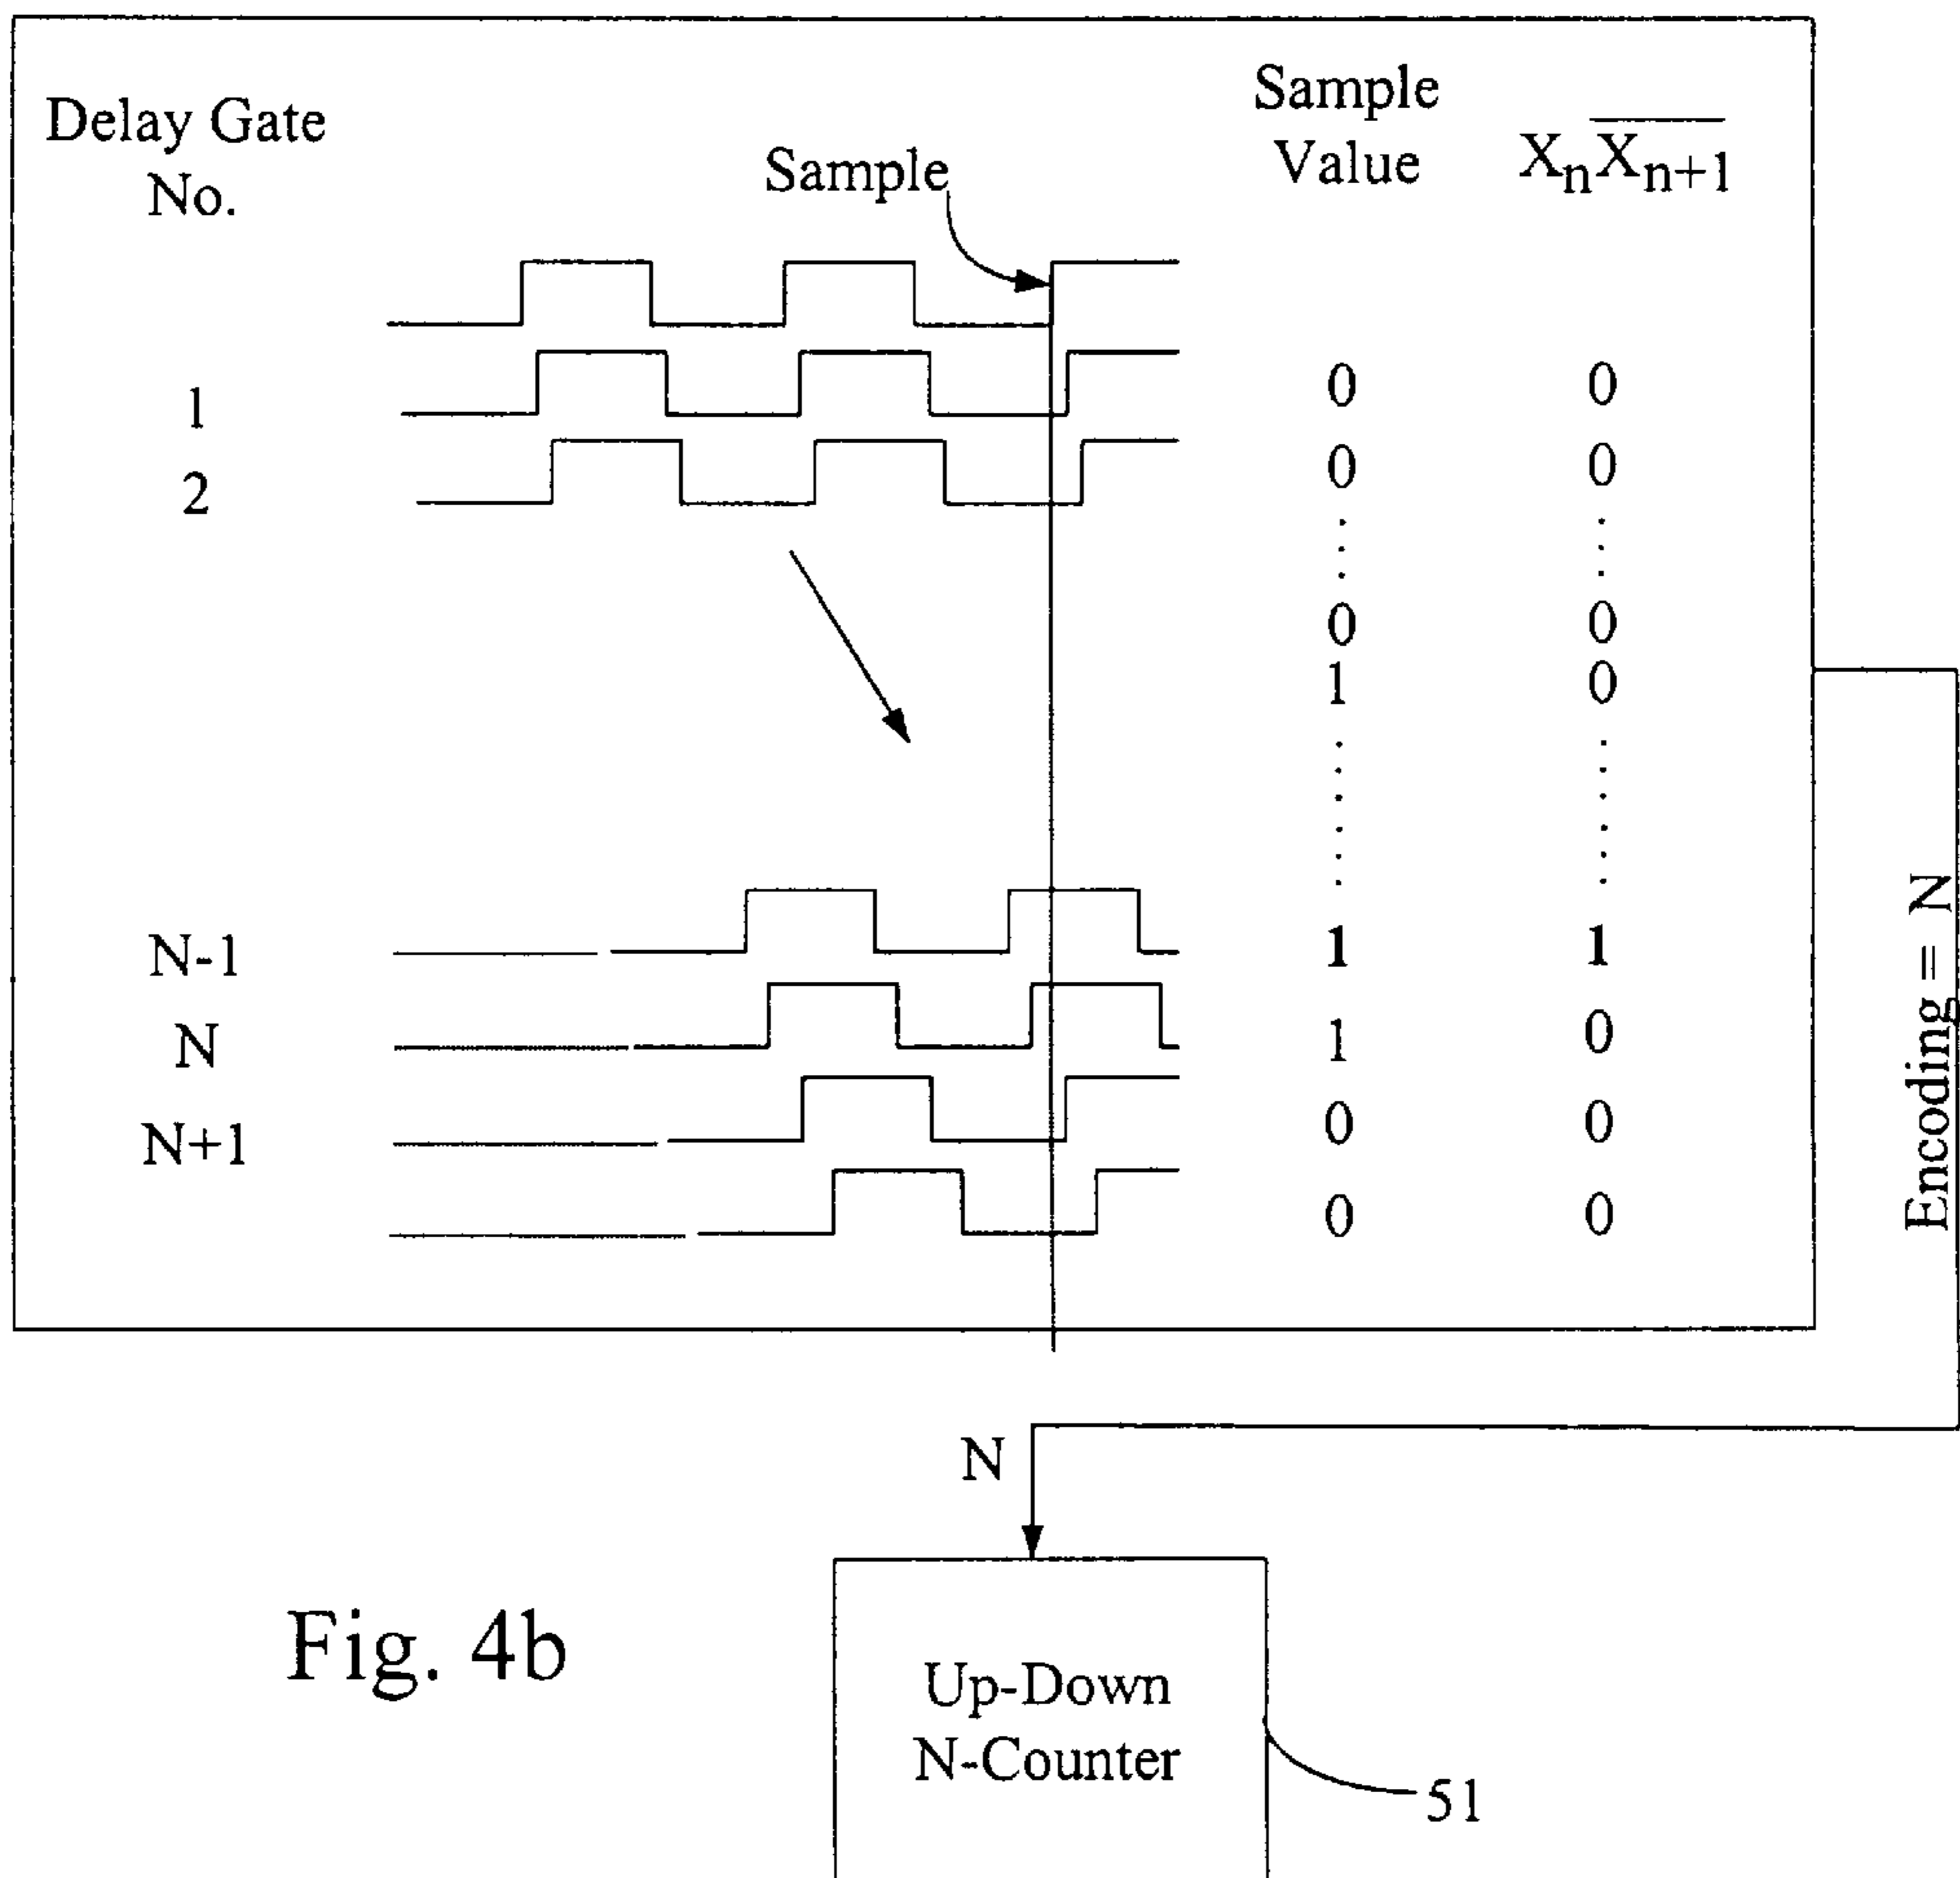 Delay Gate
No.
Sample
Sample
Value
XₙX̅ₙ̅₊̅₁̅
1 0 0
2 0 0
0 0
1 0
N-1 1 1
N 1 0
N+1 0 0
0 0
Encoding = N
N
Up-Down
N-Counter
51
Fig. 4b